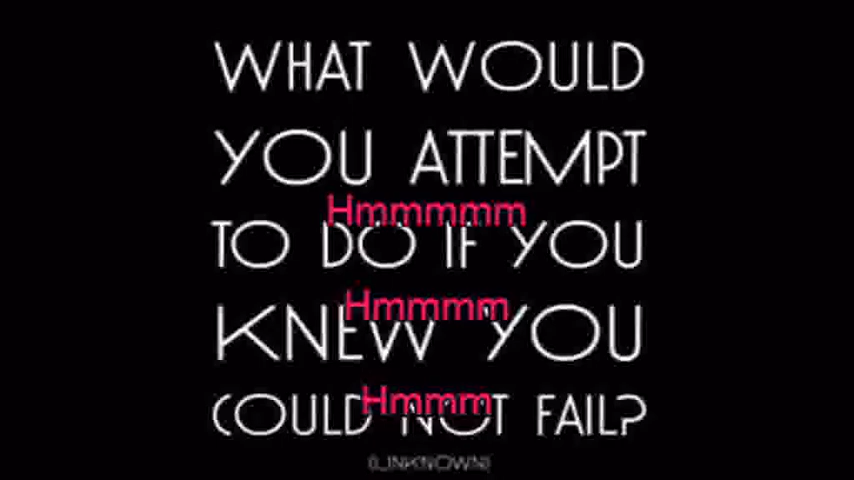 WHAT WOULD
YOU ATTEMPT
Hmmmmm
TO DO IF YOU
Hmmmm
KNEW YOU
Hmmm
COULD NOT FAIL?
(UNKNOWN)